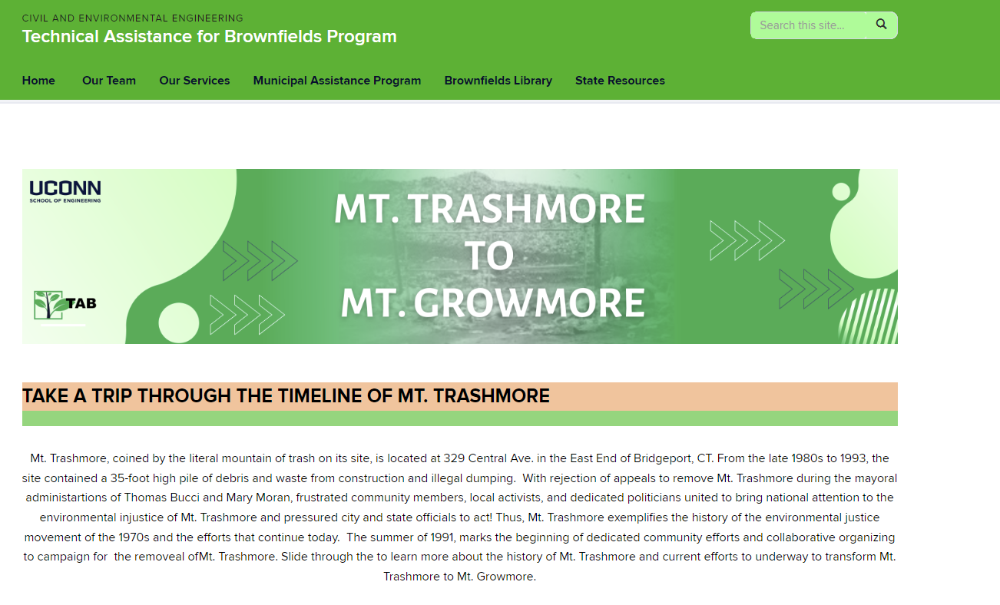 CIVIL AND ENVIRONMENTAL ENGINEERING
Technical Assistance for Brownfields Program
Search this site...
Home Our Team Our Services Municipal Assistance Program Brownfields Library State Resources
UCONN
SCHOOL OF ENGINEERING
MT. TRASHMORE
TO
MT. GROWMORE
TAB
TAKE A TRIP THROUGH THE TIMELINE OF MT. TRASHMORE
Mt. Trashmore, coined by the literal mountain of trash on its site, is located at 329 Central Ave. in the East End of Bridgeport, CT. From the late 1980s to 1993, the
site contained a 35-foot high pile of debris and waste from construction and illegal dumping.  With rejection of appeals to remove Mt. Trashmore during the mayoral
administartions of Thomas Bucci and Mary Moran, frustrated community members, local activists, and dedicated politicians united to bring national attention to the
environmental injustice of Mt. Trashmore and pressured city and state officials to act! Thus, Mt. Trashmore exemplifies the history of the environmental justice
movement of the 1970s and the efforts that continue today.  The summer of 1991, marks the beginning of dedicated community efforts and collaborative organizing
to campaign for  the removeal ofMt. Trashmore. Slide through the to learn more about the history of Mt. Trashmore and current efforts to underway to transform Mt.
Trashmore to Mt. Growmore.